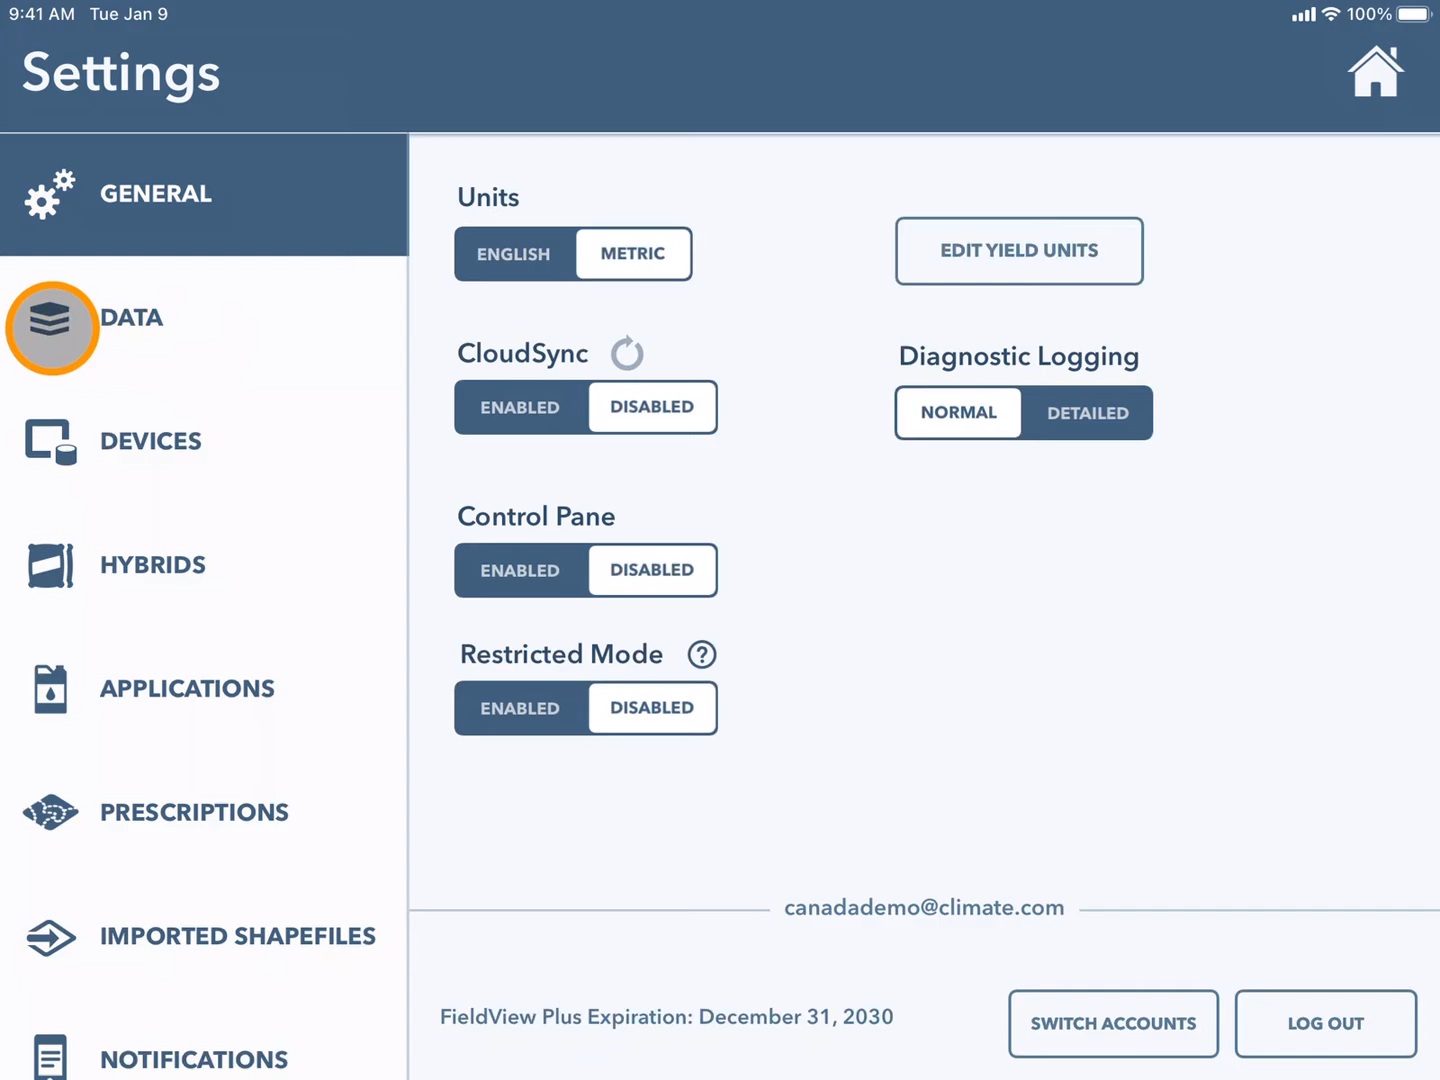 9:41 AM Tue Jan 9 100%
Settings
GENERAL
DATA
DEVICES
HYBRIDS
APPLICATIONS
PRESCRIPTIONS
IMPORTED SHAPEFILES
NOTIFICATIONS
Units
ENGLISH METRIC
EDIT YIELD UNITS
CloudSync
ENABLED DISABLED
Diagnostic Logging
NORMAL DETAILED
Control Pane
ENABLED DISABLED
Restricted Mode ?
ENABLED DISABLED
canadademo@climate.com
FieldView Plus Expiration: December 31, 2030
SWITCH ACCOUNTS LOG OUT